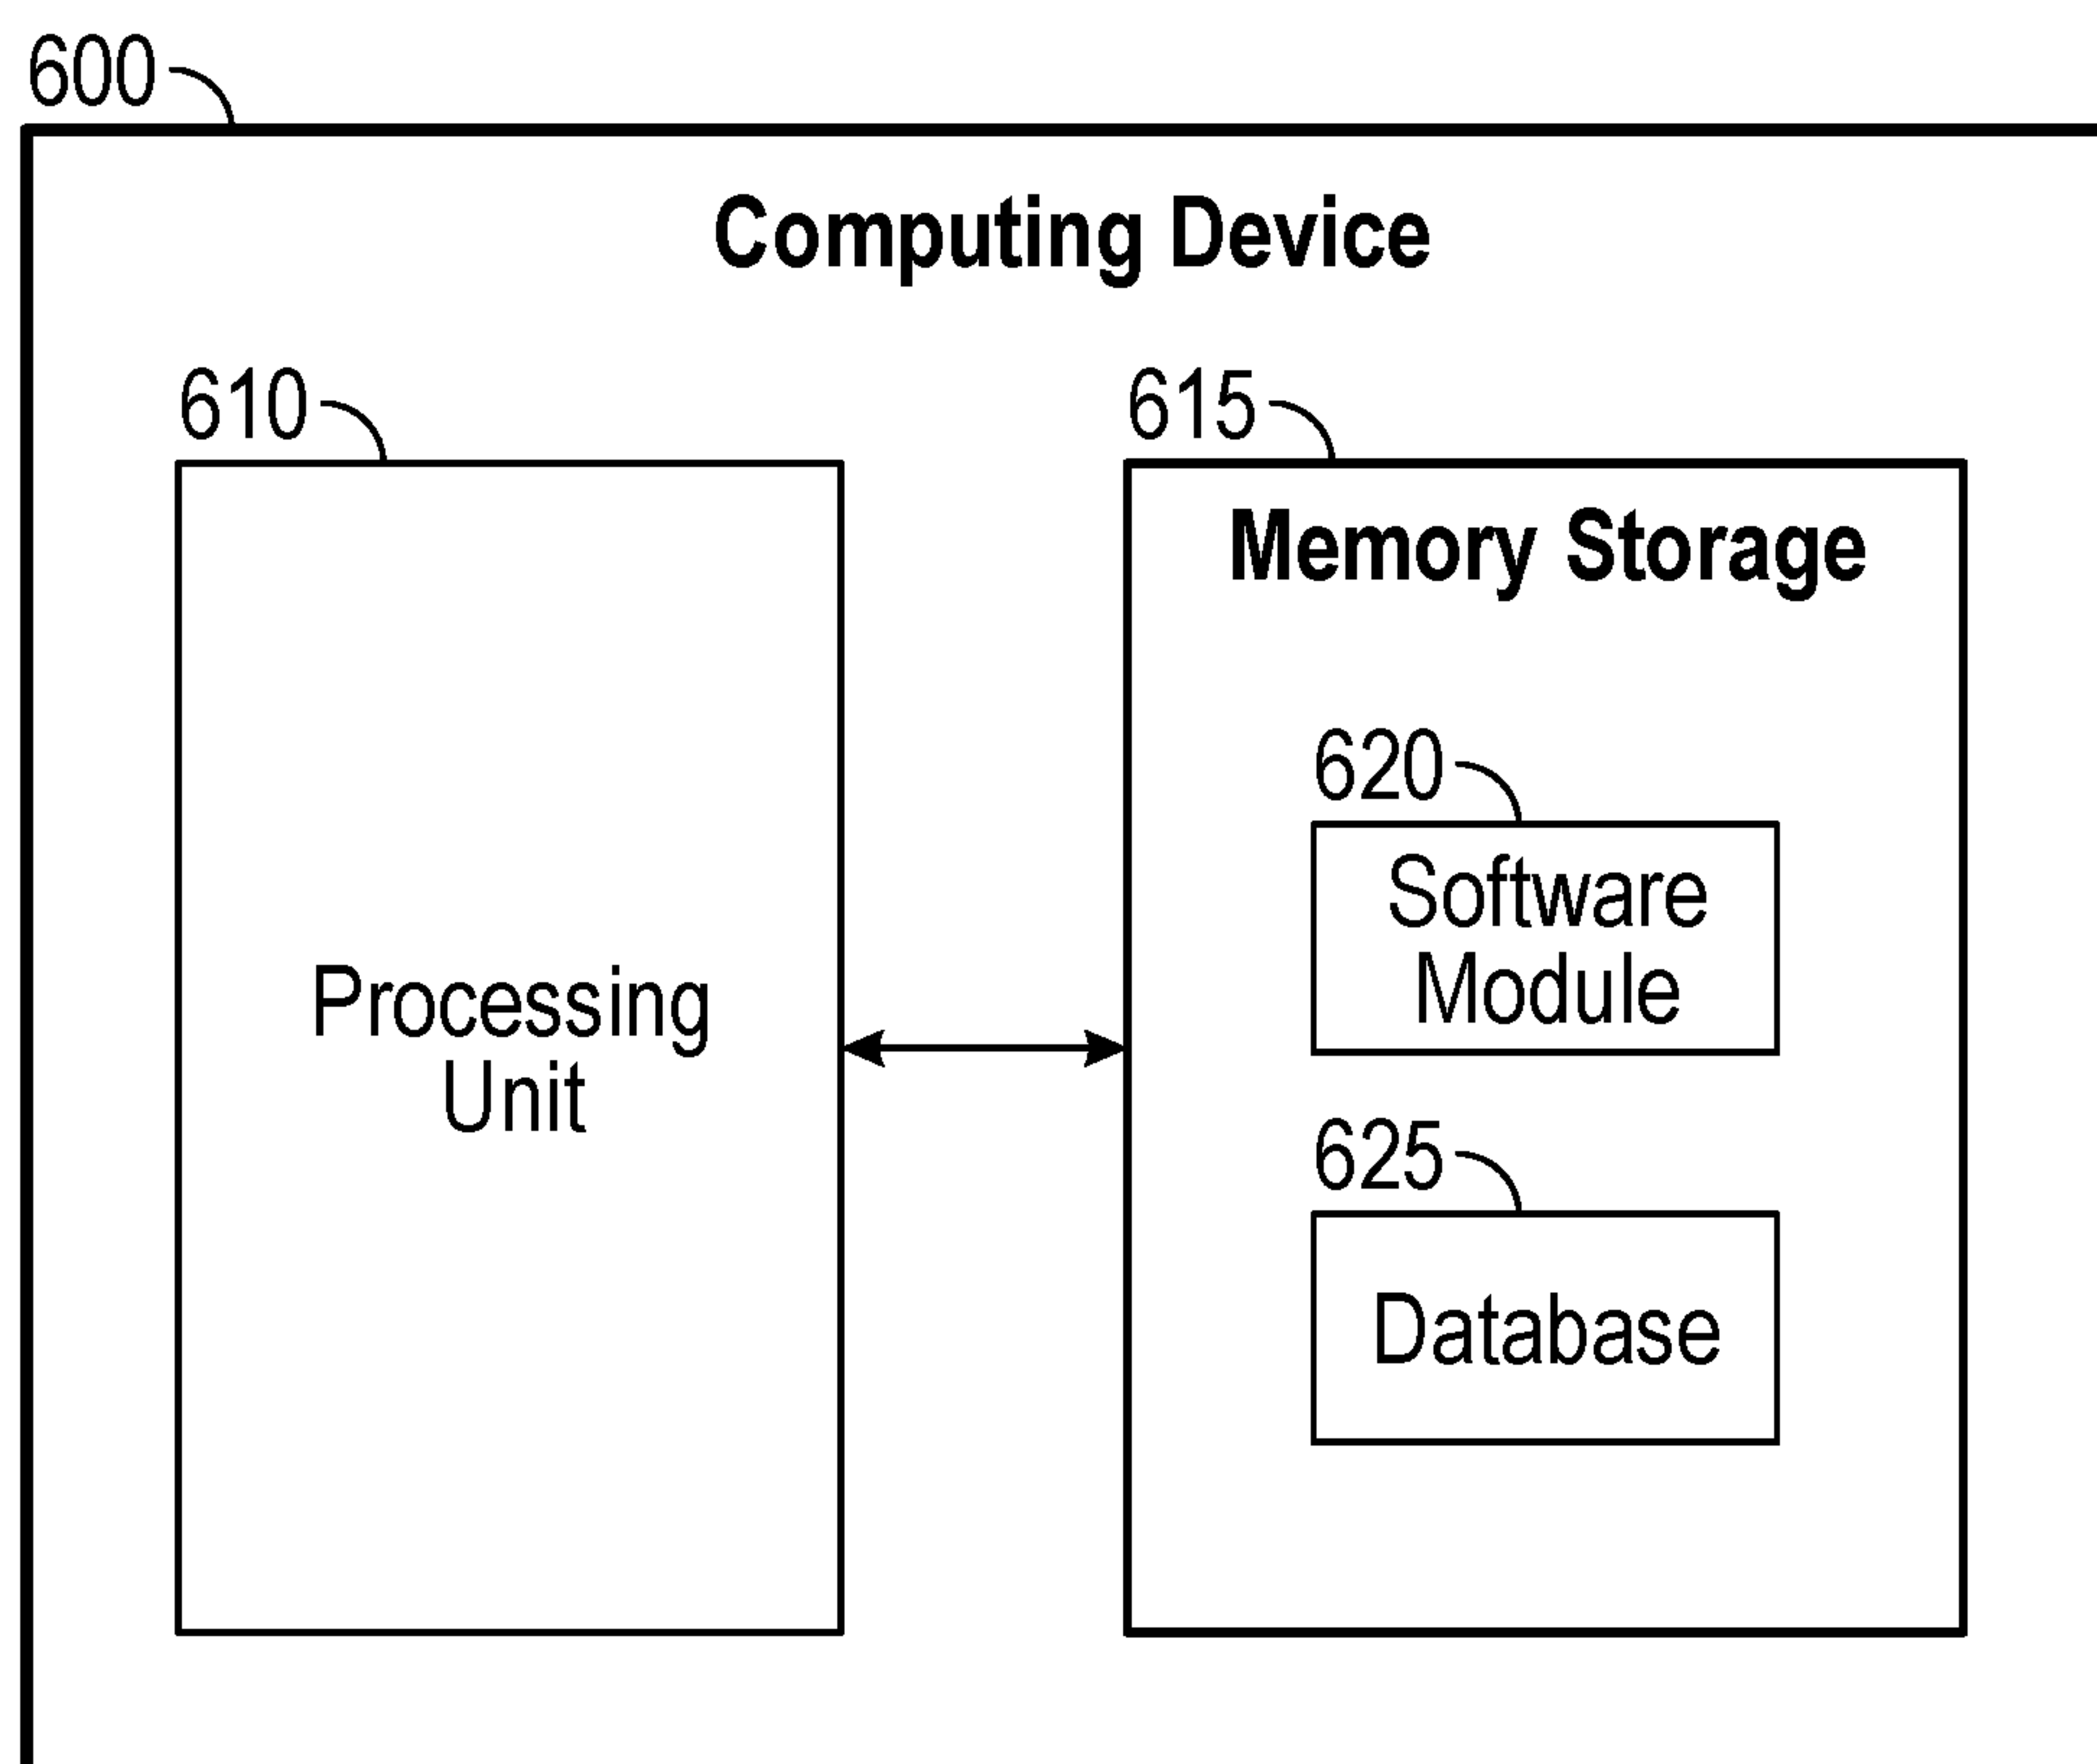 600
Computing Device
610
615
Memory Storage
620
Software
Module
Processing
Unit
625
Database